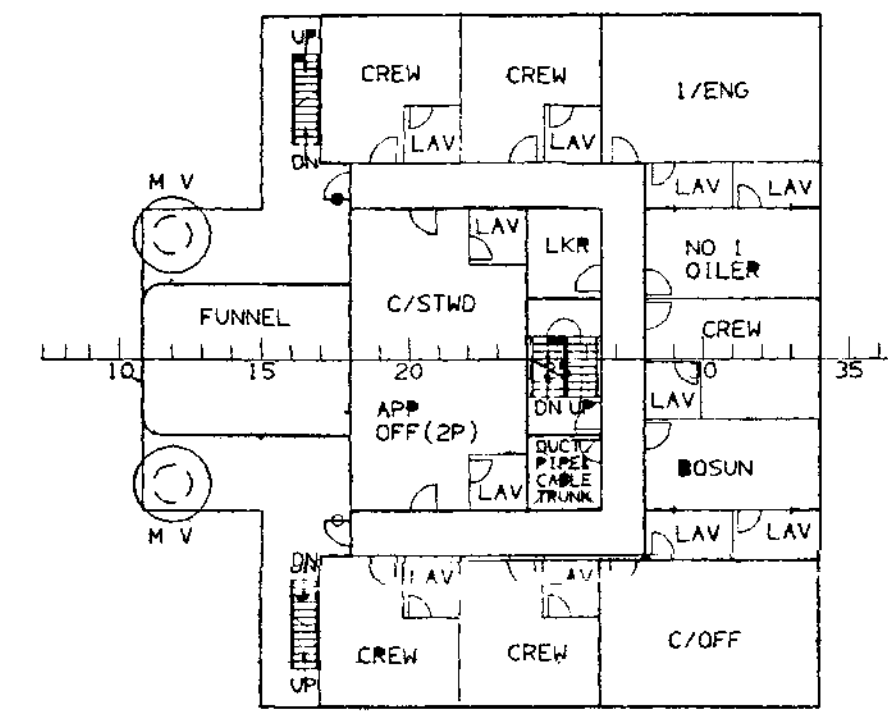 UP
CREW
CREW
1/ENG
LAV
LAV
DN
M V
LAV
LAV
LAV
LKR
NO 1
OILER
C/STWD
FUNNEL
CREW
10
15
20
30
35
LAV
DN UP
APP
OFF(2P)
DUCT/
PIPE
CABLE
TRUNK
BOSUN
LAV
M V
LAV
LAV
DN
LAV
LAV
CREW
CREW
C/OFF
UP